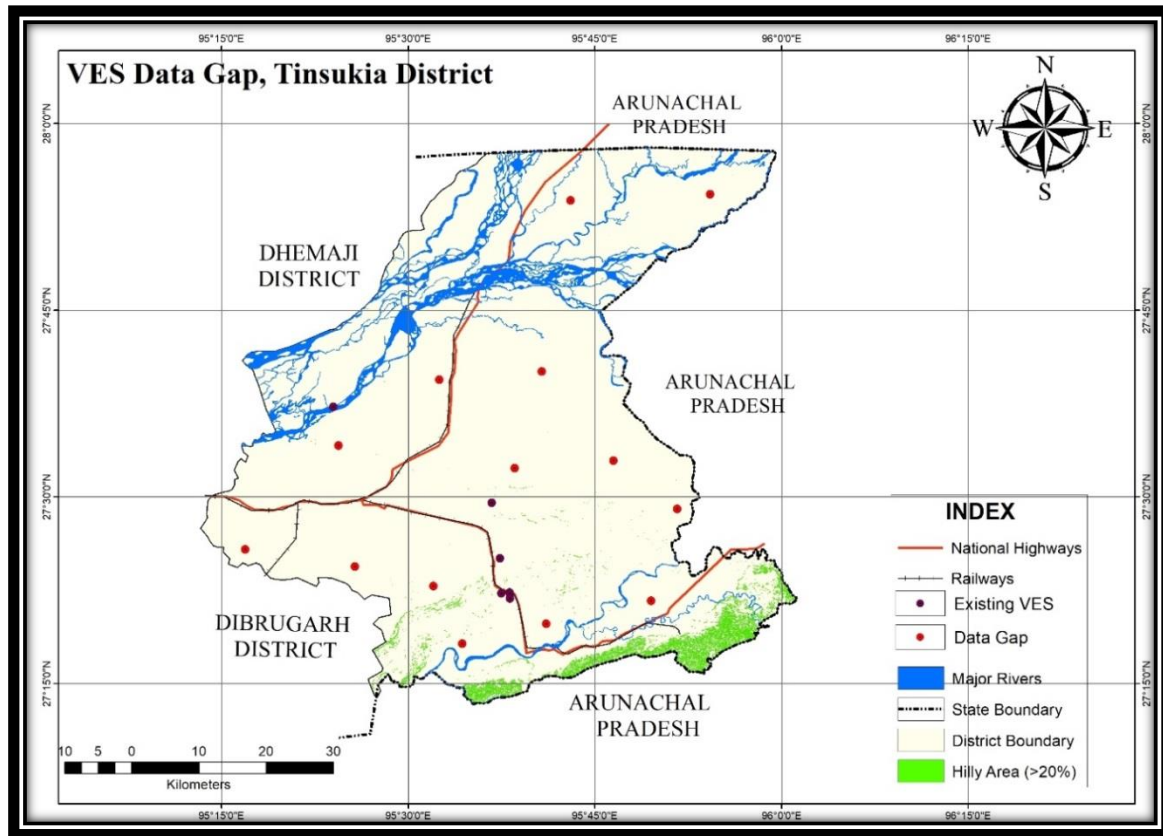 95°15'0"E 95°30'0"E 95°45'0"E 96°0'0"E 96°15'0"E
VES Data Gap, Tinsukia District
N
W E
S
ARUNACHAL
PRADESH
28°0'0"N 28°0'0"N
DHEMAJI
DISTRICT
27°45'0"N 27°45'0"N
ARUNACHAL
PRADESH
27°30'0"N 27°30'0"N
INDEX
National Highways
Railways
Existing VES
Data Gap
Major Rivers
State Boundary
District Boundary
Hilly Area (>20%)
DIBRUGARH
DISTRICT
27°15'0"N 27°15'0"N
ARUNACHAL
PRADESH
10 5 0 10 20 30
Kilometers
95°15'0"E 95°30'0"E 95°45'0"E 96°0'0"E 96°15'0"E